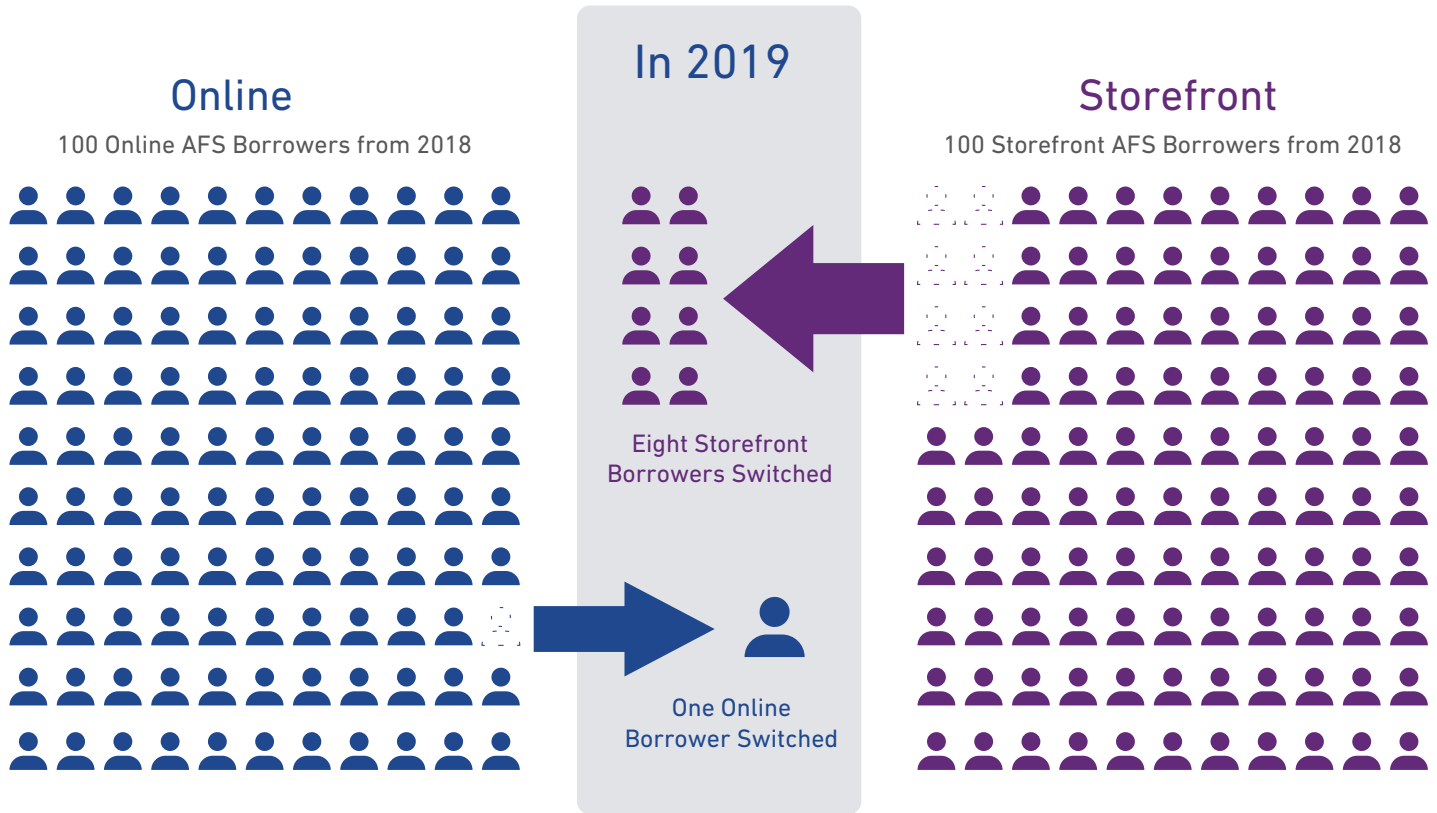 Online
100 Online AFS Borrowers from 2018
In 2019
Eight Storefront
Borrowers Switched
One Online
Borrower Switched
Storefront
100 Storefront AFS Borrowers from 2018